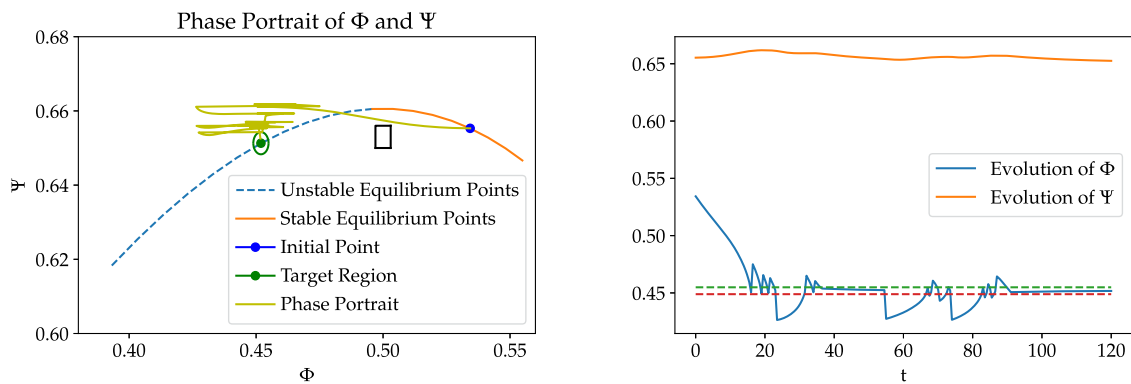 Phase Portrait of Φ and Ψ
0.68
0.66
0.64
0.62
0.60
Ψ
Unstable Equilibrium Points
Stable Equilibrium Points
Initial Point
Target Region
Phase Portrait
0.40 0.45 0.50 0.55
Φ
0.65
0.60
0.55
0.50
0.45
Evolution of Φ
Evolution of Ψ
0 20 40 60 80 100 120
t